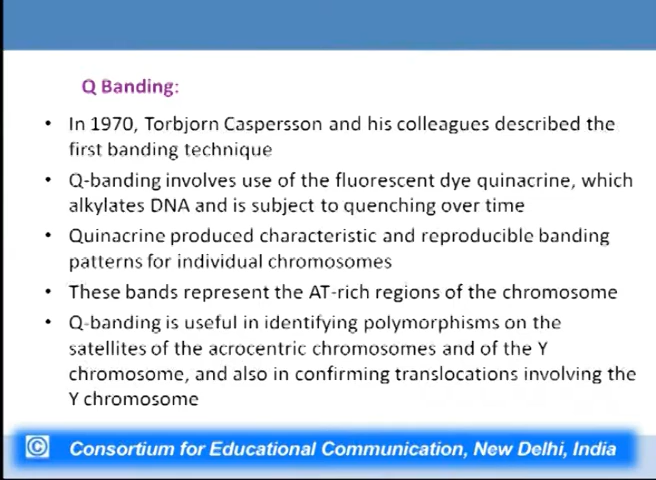 Q Banding:
• In 1970, Torbjorn Caspersson and his colleagues described the
first banding technique
• Q-banding involves use of the fluorescent dye quinacrine, which
alkylates DNA and is subject to quenching over time
• Quinacrine produced characteristic and reproducible banding
patterns for individual chromosomes
• These bands represent the AT-rich regions of the chromosome
• Q-banding is useful in identifying polymorphisms on the
satellites of the acrocentric chromosomes and of the Y
chromosome, and also in confirming translocations involving the
Y chromosome
© Consortium for Educational Communication, New Delhi, India